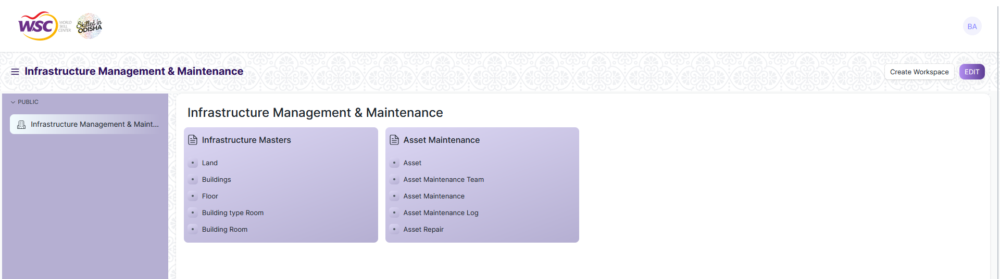 WSC
WORLD
SKILL
CENTER
Skilled in
ODISHA
BA
Infrastructure Management & Maintenance
Create Workspace
EDIT
PUBLIC
Infrastructure Management & Maint...
Infrastructure Management & Maintenance
Infrastructure Masters
Land
Buildings
Floor
Building type Room
Building Room
Asset Maintenance
Asset
Asset Maintenance Team
Asset Maintenance
Asset Maintenance Log
Asset Repair